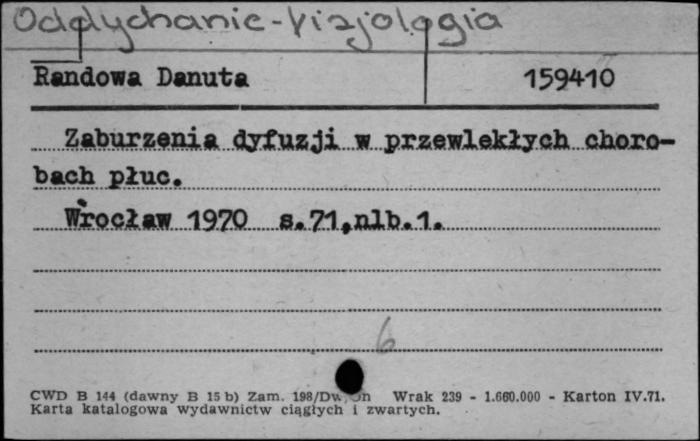 Oddychanie - fizjologia
Randowa Danuta 159410
Zaburzenia dyfuzji w przewlekłych choro-
bach płuc.
Wrocław 1970 s.71,nlb.1.
6
CWD B 144 (dawny B 15 b) Zam. 198/Dw Wrak 239 - 1.660.000 - Karton IV.71.
Karta katalogowa wydawnictw ciągłych i zwartych.